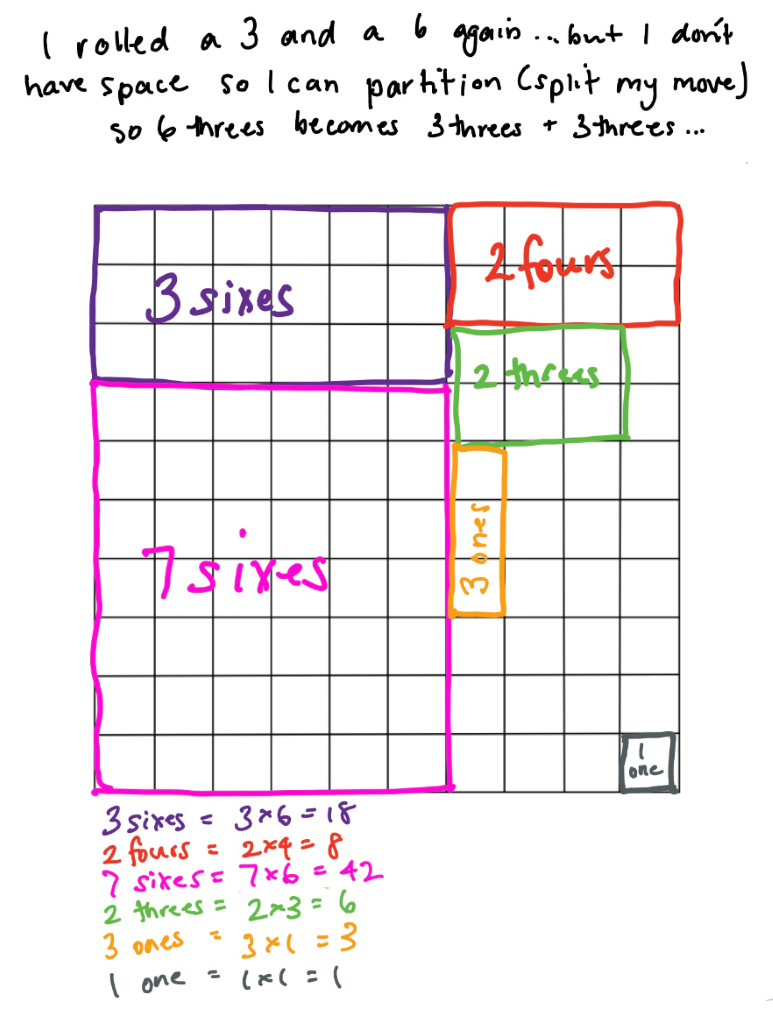 I rolled a 3 and a 6 again... but I don't
have space so I can partition (split my move)
so 6 threes becomes 3 threes + 3 threes...
3 sixes
2 fours
2 threes
3 ones
7 sixes
1
one
3 sixes = 3×6 = 18
2 fours = 2×4 = 8
7 sixes = 7×6 = 42
2 threes = 2×3 = 6
3 ones = 3×1 = 3
1 one = 1×1 = 1